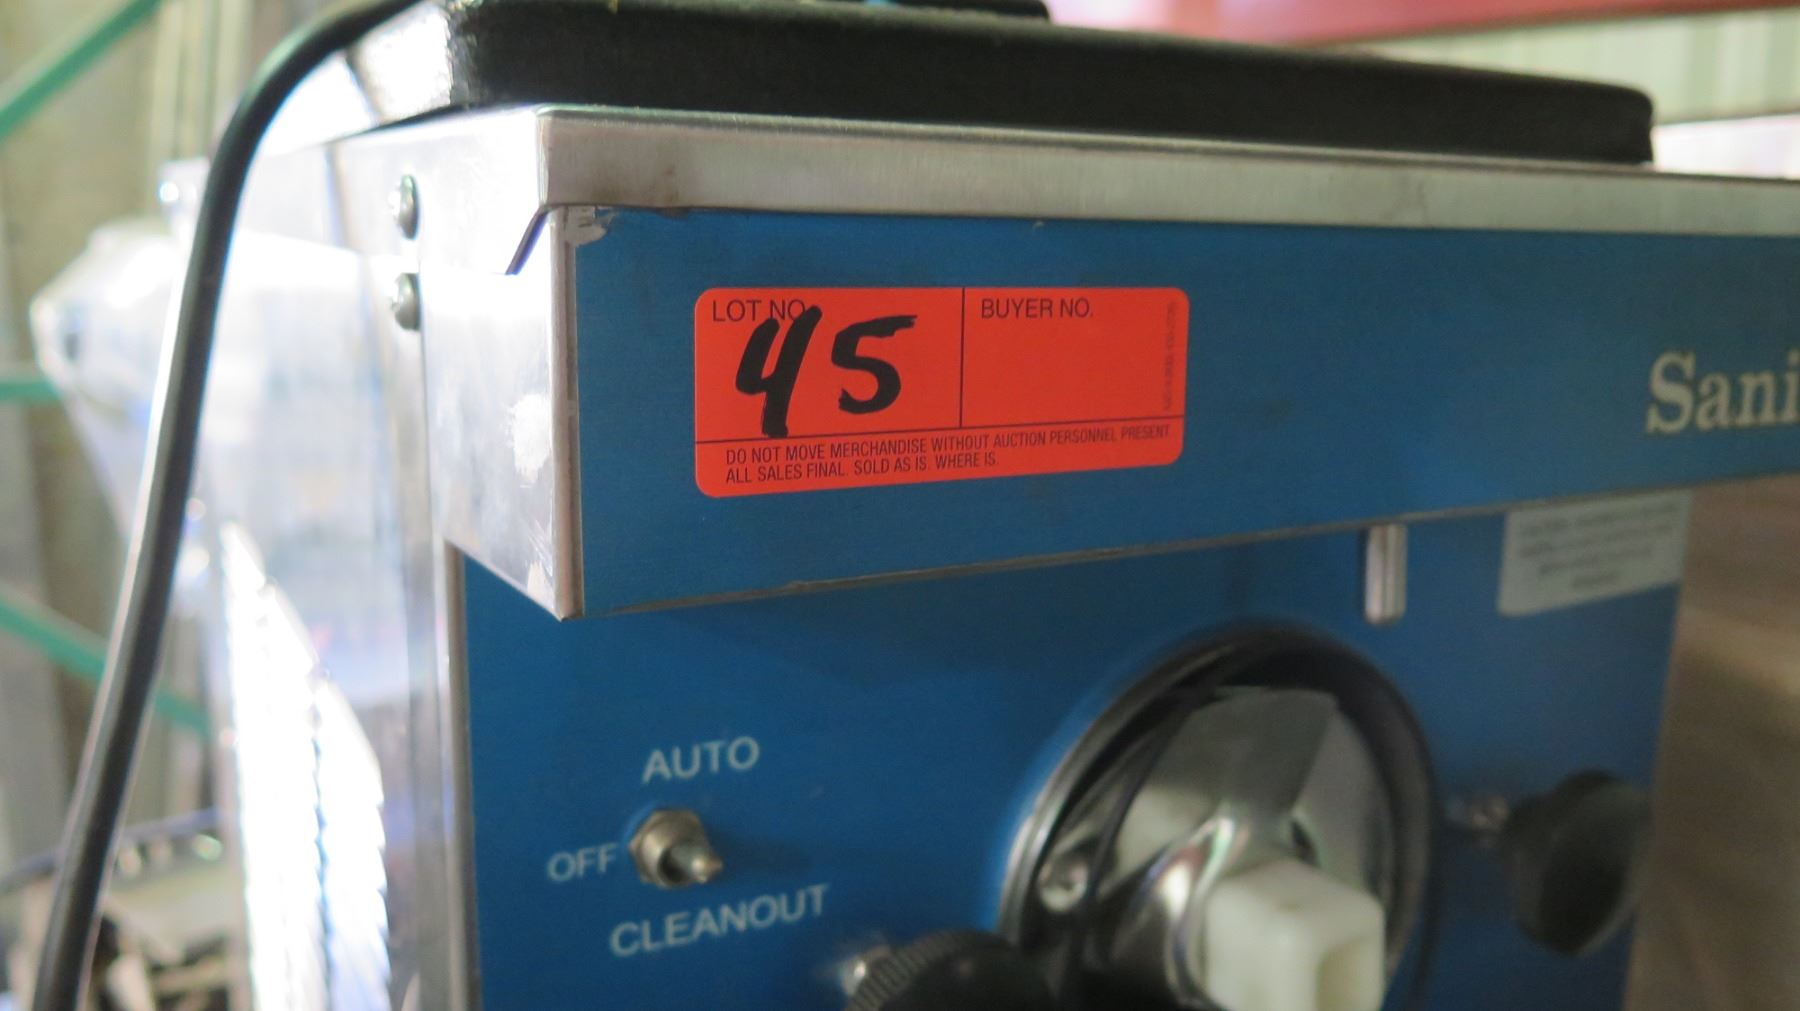 LOT NO.
45
BUYER NO.
DO NOT MOVE MERCHANDISE WITHOUT AUCTION PERSONNEL PRESENT
ALL SALES FINAL. SOLD AS IS. WHERE IS.
Sani
AUTO
OFF
CLEANOUT